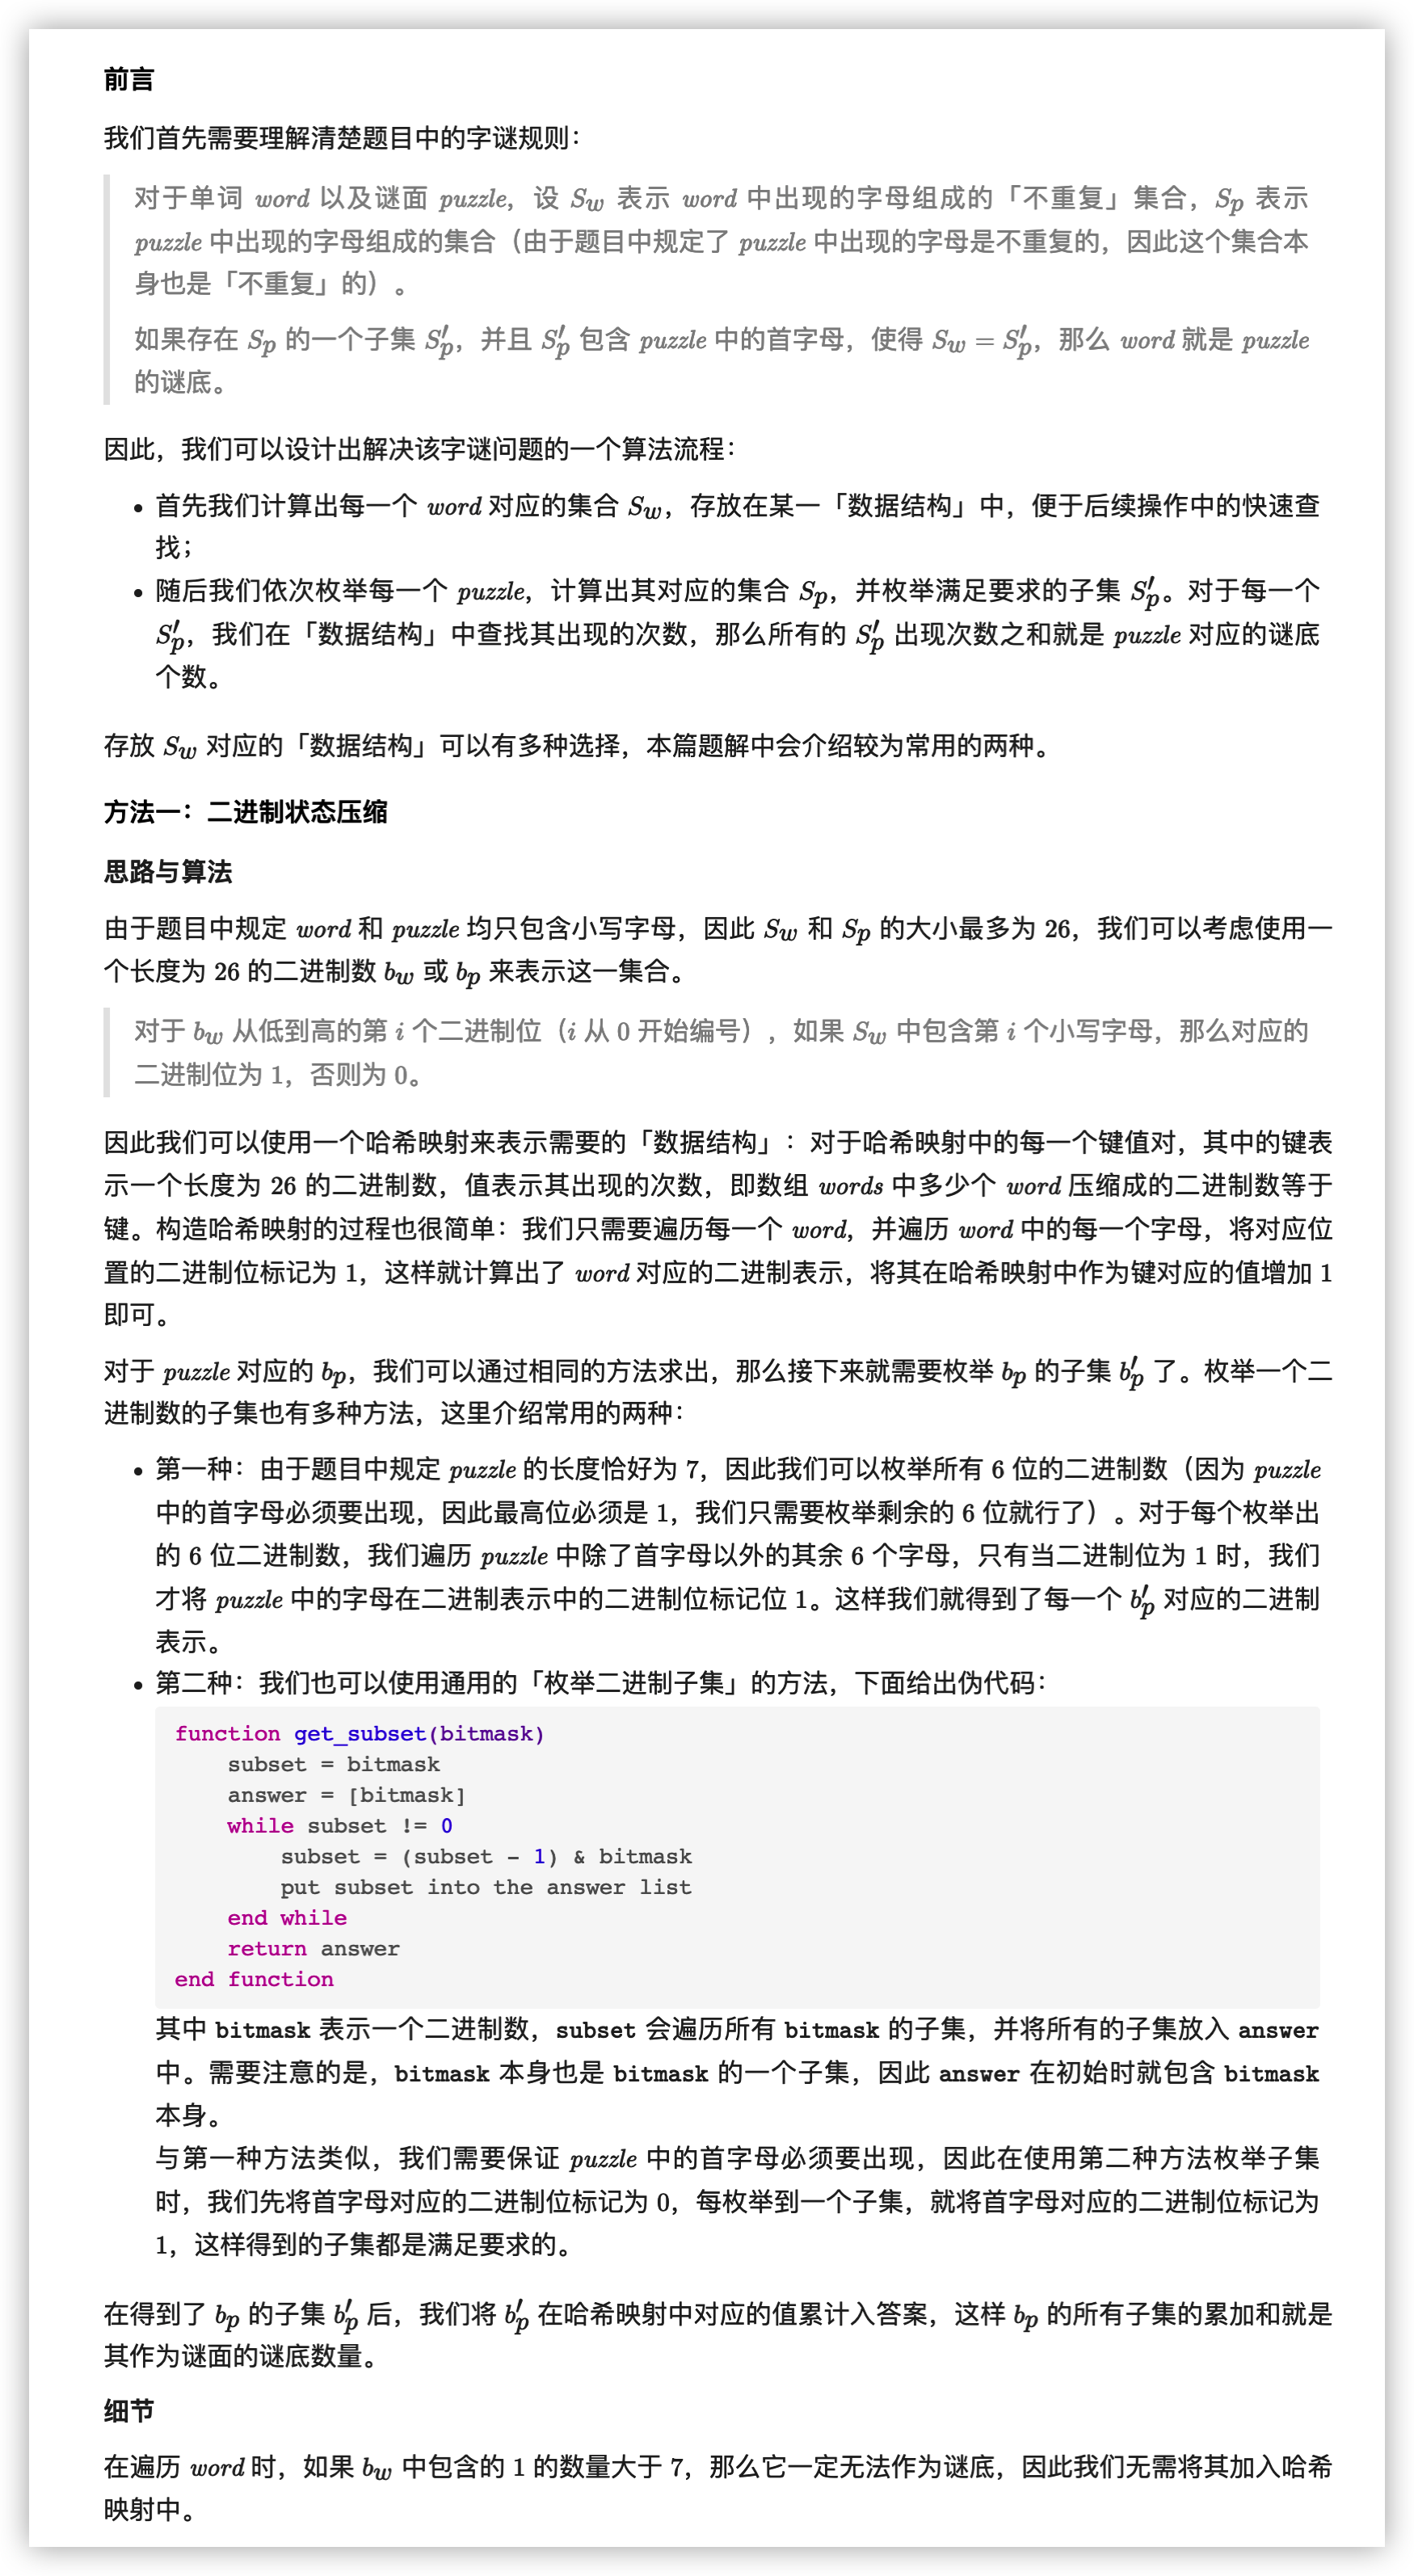 前言
我们首先需要理解清楚题目中的字谜规则：
对于单词 word 以及谜面 puzzle，设 Sw 表示 word 中出现的字母组成的「不重复」集合，Sp 表示
puzzle 中出现的字母组成的集合（由于题目中规定了 puzzle 中出现的字母是不重复的，因此这个集合本
身也是「不重复」的）。
如果存在 Sp 的一个子集 S′p，并且 S′p 包含 puzzle 中的首字母，使得 Sw = S′p，那么 word 就是 puzzle
的谜底。
因此，我们可以设计出解决该字谜问题的一个算法流程：
• 首先我们计算出每一个 word 对应的集合 Sw，存放在某一「数据结构」中，便于后续操作中的快速查
找；
• 随后我们依次枚举每一个 puzzle，计算出其对应的集合 Sp，并枚举满足要求的子集 S′p。对于每一个
S′p，我们在「数据结构」中查找其出现的次数，那么所有的 S′p 出现次数之和就是 puzzle 对应的谜底
个数。
存放 Sw 对应的「数据结构」可以有多种选择，本篇题解中会介绍较为常用的两种。
方法一：二进制状态压缩
思路与算法
由于题目中规定 word 和 puzzle 均只包含小写字母，因此 Sw 和 Sp 的大小最多为 26，我们可以考虑使用一
个长度为 26 的二进制数 bw 或 bp 来表示这一集合。
对于 bw 从低到高的第 i 个二进制位（i 从 0 开始编号），如果 Sw 中包含第 i 个小写字母，那么对应的
二进制位为 1，否则为 0。
因此我们可以使用一个哈希映射来表示需要的「数据结构」：对于哈希映射中的每一个键值对，其中的键表
示一个长度为 26 的二进制数，值表示其出现的次数，即数组 words 中多少个 word 压缩成的二进制数等于
键。构造哈希映射的过程也很简单：我们只需要遍历每一个 word，并遍历 word 中的每一个字母，将对应位
置的二进制位标记为 1，这样就计算出了 word 对应的二进制表示，将其在哈希映射中作为键对应的值增加 1
即可。
对于 puzzle 对应的 bp，我们可以通过相同的方法求出，那么接下来就需要枚举 bp 的子集 b′p 了。枚举一个二
进制数的子集也有多种方法，这里介绍常用的两种：
• 第一种：由于题目中规定 puzzle 的长度恰好为 7，因此我们可以枚举所有 6 位的二进制数（因为 puzzle
中的首字母必须要出现，因此最高位必须是 1，我们只需要枚举剩余的 6 位就行了）。对于每个枚举出
的 6 位二进制数，我们遍历 puzzle 中除了首字母以外的其余 6 个字母，只有当二进制位为 1 时，我们
才将 puzzle 中的字母在二进制表示中的二进制位标记位 1。这样我们就得到了每一个 b′p 对应的二进制
表示。
• 第二种：我们也可以使用通用的「枚举二进制子集」的方法，下面给出伪代码：
function get_subset(bitmask)
    subset = bitmask
    answer = [bitmask]
    while subset != 0
        subset = (subset - 1) & bitmask
        put subset into the answer list
    end while
    return answer
end function
其中 bitmask 表示一个二进制数，subset 会遍历所有 bitmask 的子集，并将所有的子集放入 answer
中。需要注意的是，bitmask 本身也是 bitmask 的一个子集，因此 answer 在初始时就包含 bitmask
本身。
与第一种方法类似，我们需要保证 puzzle 中的首字母必须要出现，因此在使用第二种方法枚举子集
时，我们先将首字母对应的二进制位标记为 0，每枚举到一个子集，就将首字母对应的二进制位标记为
1，这样得到的子集都是满足要求的。
在得到了 bp 的子集 b′p 后，我们将 b′p 在哈希映射中对应的值累计入答案，这样 bp 的所有子集的累加和就是
其作为谜面的谜底数量。
细节
在遍历 word 时，如果 bw 中包含的 1 的数量大于 7，那么它一定无法作为谜底，因此我们无需将其加入哈希
映射中。